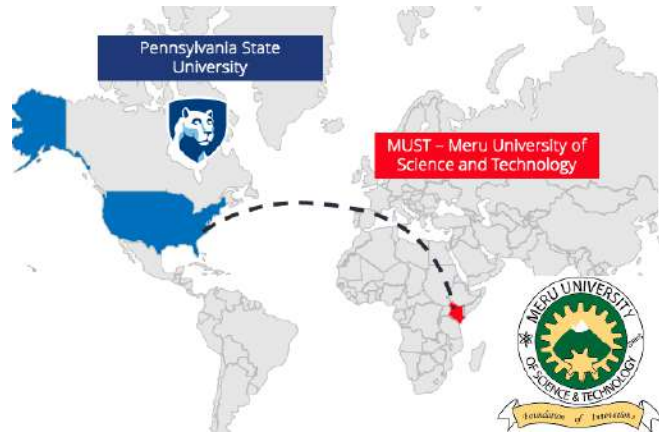 Pennsylvania State
University
MUST – Meru University of
Science and Technology
MERU UNIVERSITY
OF SCIENCE & TECHNOLOGY
Foundation of Innovations